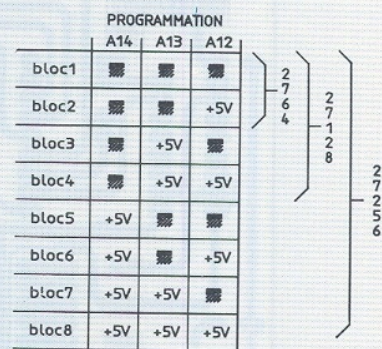 PROGRAMMATION
A14 A13 A12
bloc1
bloc2 +5V
bloc3 +5V
bloc4 +5V +5V
bloc5 +5V
bloc6 +5V +5V
bloc7 +5V +5V
bloc8 +5V +5V +5V
2764
27128
27256